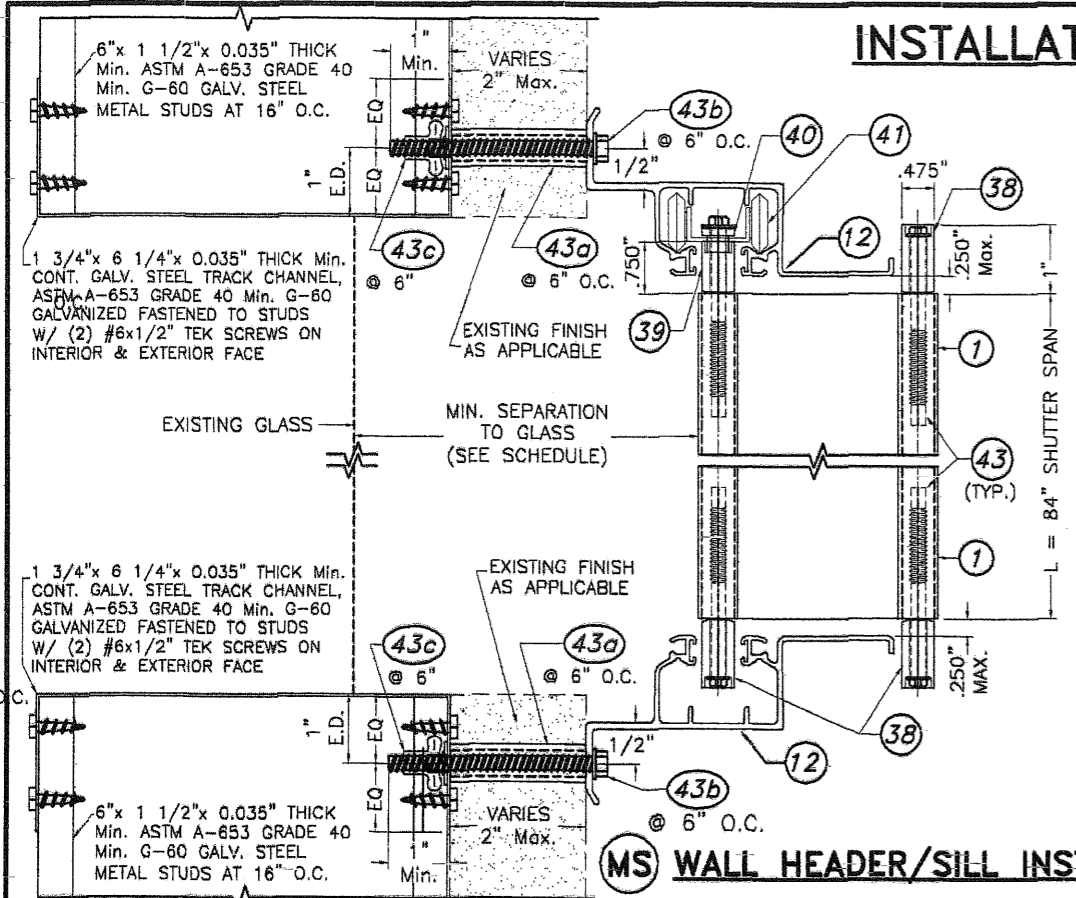 INSTALLAT
6"x 1 1/2"x 0.035" THICK
Min. ASTM A-653 GRADE 40
Min. G-60 GALV. STEEL
METAL STUDS AT 16" O.C.
1"
Min.
VARIES
2" Max.
EQ
EQ
1"
E.D.
43b
@ 6" O.C.
1/2"
40
41
.475"
38
12
.250"
Max.
1"
43c
@ 6"
43a
@ 6" O.C.
.750"
39
1 3/4"x 6 1/4"x 0.035" THICK Min.
CONT. GALV. STEEL TRACK CHANNEL,
ASTM A-653 GRADE 40 Min. G-60
O.C.
GALVANIZED FASTENED TO STUDS
W/ (2) #6x1/2" TEK SCREWS ON
INTERIOR & EXTERIOR FACE
EXISTING FINISH
AS APPLICABLE
1
EXISTING GLASS
MIN. SEPARATION
TO GLASS
(SEE SCHEDULE)
43
(TYP.)
L = 84" SHUTTER SPAN
1
1 3/4"x 6 1/4"x 0.035" THICK Min.
CONT. GALV. STEEL TRACK CHANNEL,
ASTM A-653 GRADE 40 Min. G-60
GALVANIZED FASTENED TO STUDS
W/ (2) #6x1/2" TEK SCREWS ON
INTERIOR & EXTERIOR FACE
EXISTING FINISH
AS APPLICABLE
43c
@ 6"
43a
@ 6" O.C.
.250"
MAX.
38
O.C.
1"
E.D.
EQ
EQ
1/2"
12
43b
@ 6" O.C.
6"x 1 1/2"x 0.035" THICK
Min. ASTM A-653 GRADE 40
Min. G-60 GALV. STEEL
METAL STUDS AT 16" O.C.
1"
Min.
VARIES
2" Max.
MS WALL HEADER/SILL INS